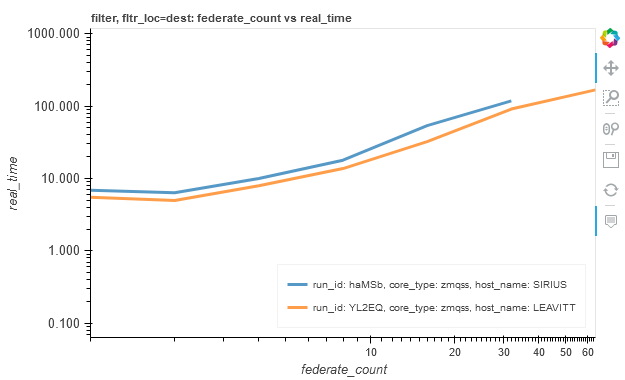 filter, fltr_loc=dest: federate_count vs real_time
1000.000
100.000
10.000
1.000
0.100
real_time
run_id: haMSb, core_type: zmqss, host_name: SIRIUS
run_id: YL2EQ, core_type: zmqss, host_name: LEAVITT
10 20 30 40 50 60
federate_count